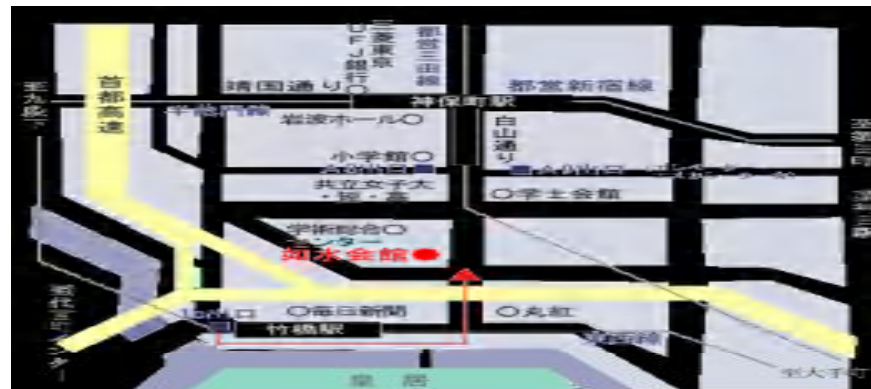 三菱東京
UFJ銀行○
都営三田線
首都高速
靖国通り
都営新宿線
神保町駅
半蔵門線
岩波ホール○
白山通り
小学館○
共立女子大
・短・高
○学士会館
学術総合○
センター
如水会館●
○毎日新聞
○丸紅
竹橋駅
東西線
至大手町
皇 居